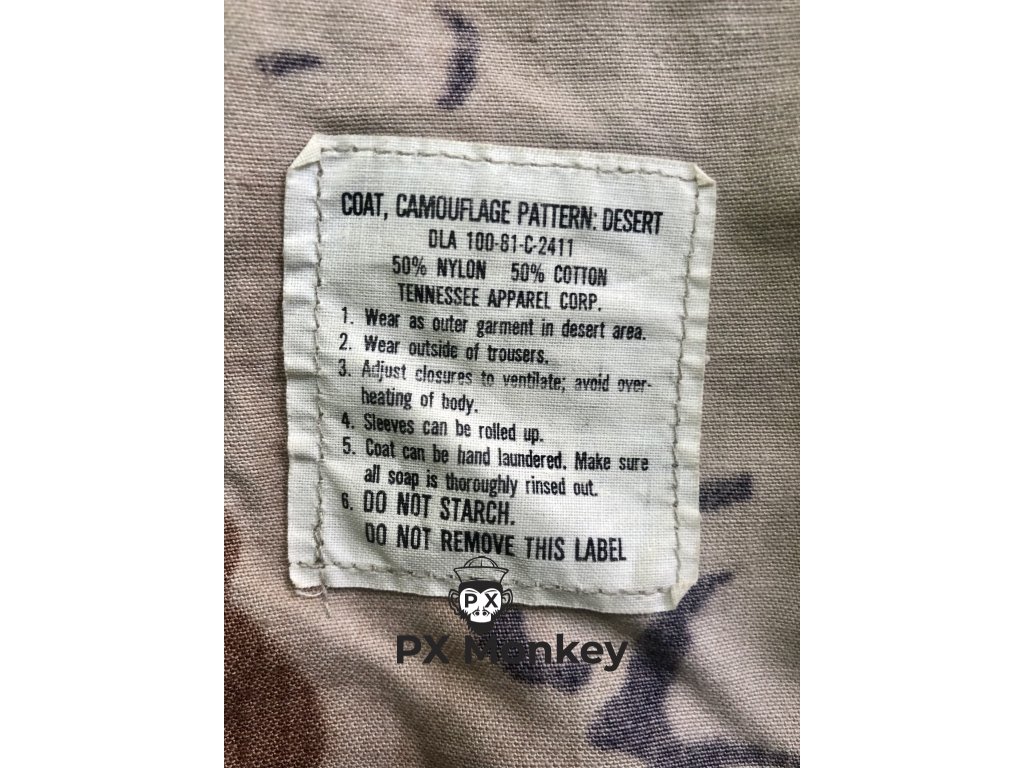 COAT, CAMOUFLAGE PATTERN: DESERT
DLA 100-81-C-2411
50% NYLON 50% COTTON
TENNESSEE APPAREL CORP.
1. Wear as outer garment in desert area.
2. Wear outside of trousers.
3. Adjust closures to ventilate; avoid over-
heating of body.
4. Sleeves can be rolled up.
5. Coat can be hand laundered. Make sure
all soap is thoroughly rinsed out.
6. DO NOT STARCH.
DO NOT REMOVE THIS LABEL
PX
PX Monkey